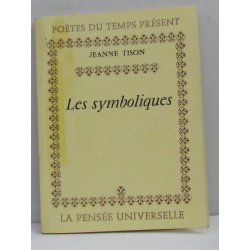 POÈTES DU TEMPS PRÉSENT
JEANNE TISON
Les symboliques
LA PENSÉE UNIVERSELLE